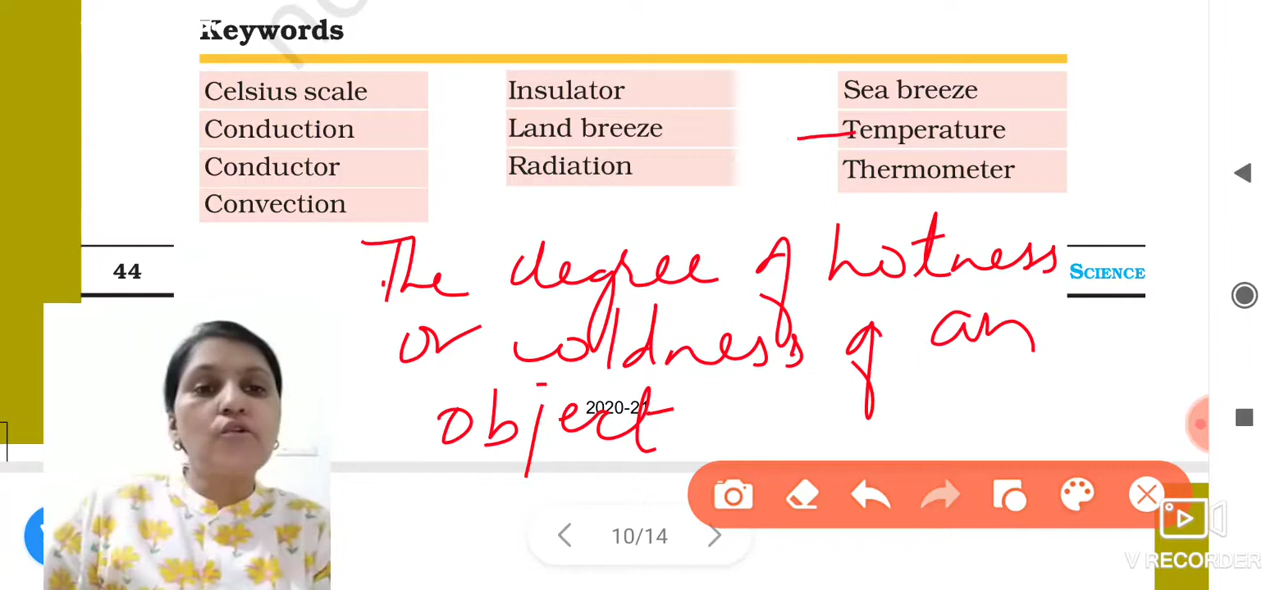 Keywords
Celsius scale
Conduction
Conductor
Convection
Insulator
Land breeze
Radiation
Sea breeze
Temperature
Thermometer
44
SCIENCE
The degree of hotness
or coldness of an
object
2020-21
10/14
V RECORDER